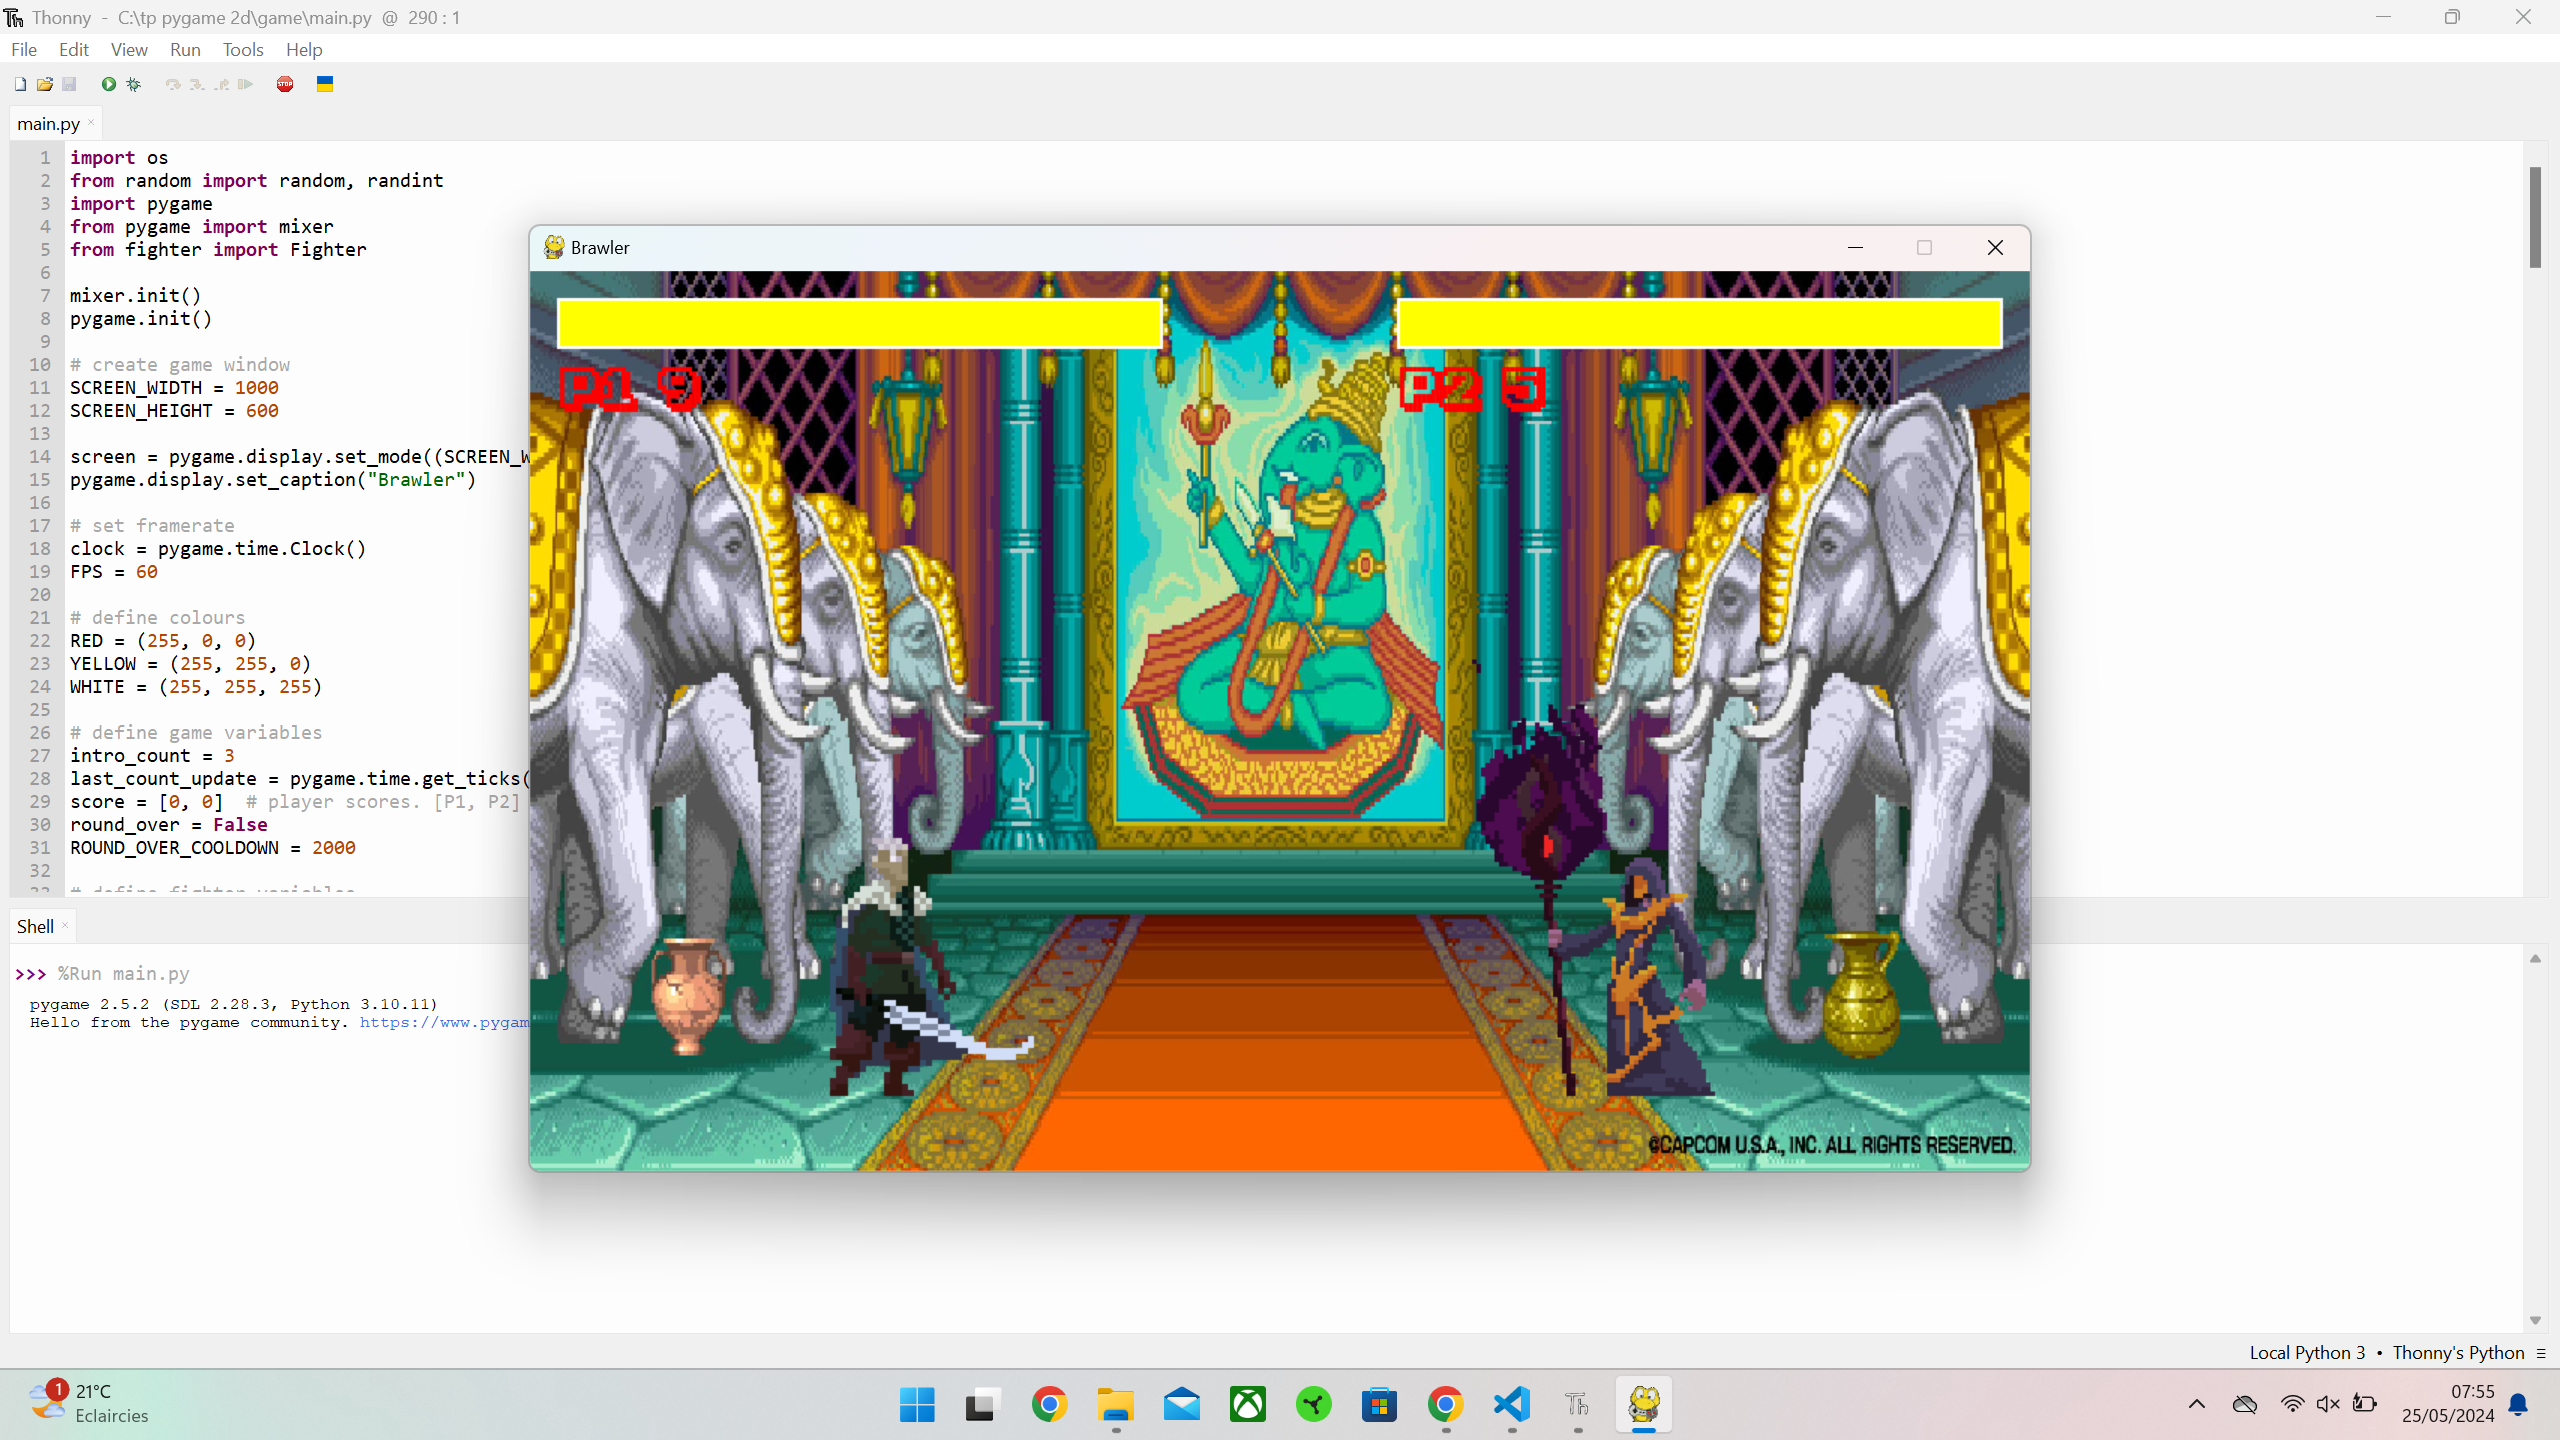 Thonny - C:\tp pygame 2d\game\main.py @ 290 : 1
File Edit View Run Tools Help
main.py
1 import os
2 from random import random, randint
3 import pygame
4 from pygame import mixer
5 from fighter import Fighter
6
7 mixer.init()
8 pygame.init()
9
10 # create game window
11 SCREEN_WIDTH = 1000
12 SCREEN_HEIGHT = 600
13
14 screen = pygame.display.set_mode((SCREEN_W
15 pygame.display.set_caption("Brawler")
16
17 # set framerate
18 clock = pygame.time.Clock()
19 FPS = 60
20
21 # define colours
22 RED = (255, 0, 0)
23 YELLOW = (255, 255, 0)
24 WHITE = (255, 255, 255)
25
26 # define game variables
27 intro_count = 3
28 last_count_update = pygame.time.get_ticks(
29 score = [0, 0]  # player scores. [P1, P2]
30 round_over = False
31 ROUND_OVER_COOLDOWN = 2000
32
Brawler
P1 9
P2 5
©CAPCOM U.S.A., INC. ALL RIGHTS RESERVED.
Shell
>>> %Run main.py
pygame 2.5.2 (SDL 2.28.3, Python 3.10.11)
Hello from the pygame community. https://www.pygam
Local Python 3 • Thonny's Python
1
21°C
Eclaircies
07:55
25/05/2024